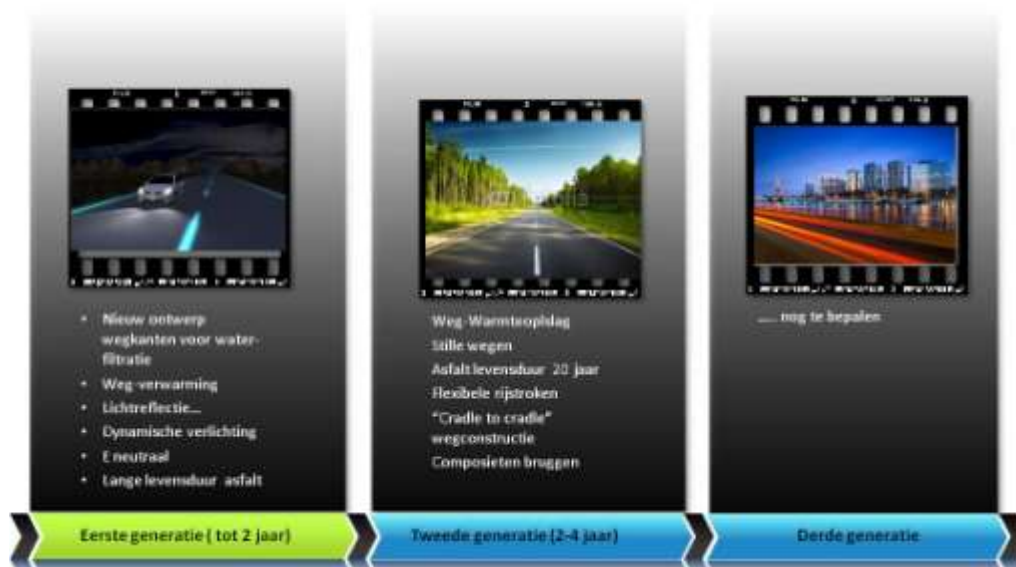 Nieuw ontwerp
wegkanten voor water-
filtratie
Weg-verwarming
Lichtreflectie...
Dynamische verlichting
E neutraal
Lange levensduur asfalt
Eerste generatie ( tot 2 jaar)
Weg-Warmteoplslag
Stille wegen
Asfalt levensduur 20 jaar
Flexibele rijstroken
"Cradle to cradle"
wegconstructie
Composieten bruggen
Tweede generatie (2-4 jaar)
..... nog te bepalen
Derde generatie